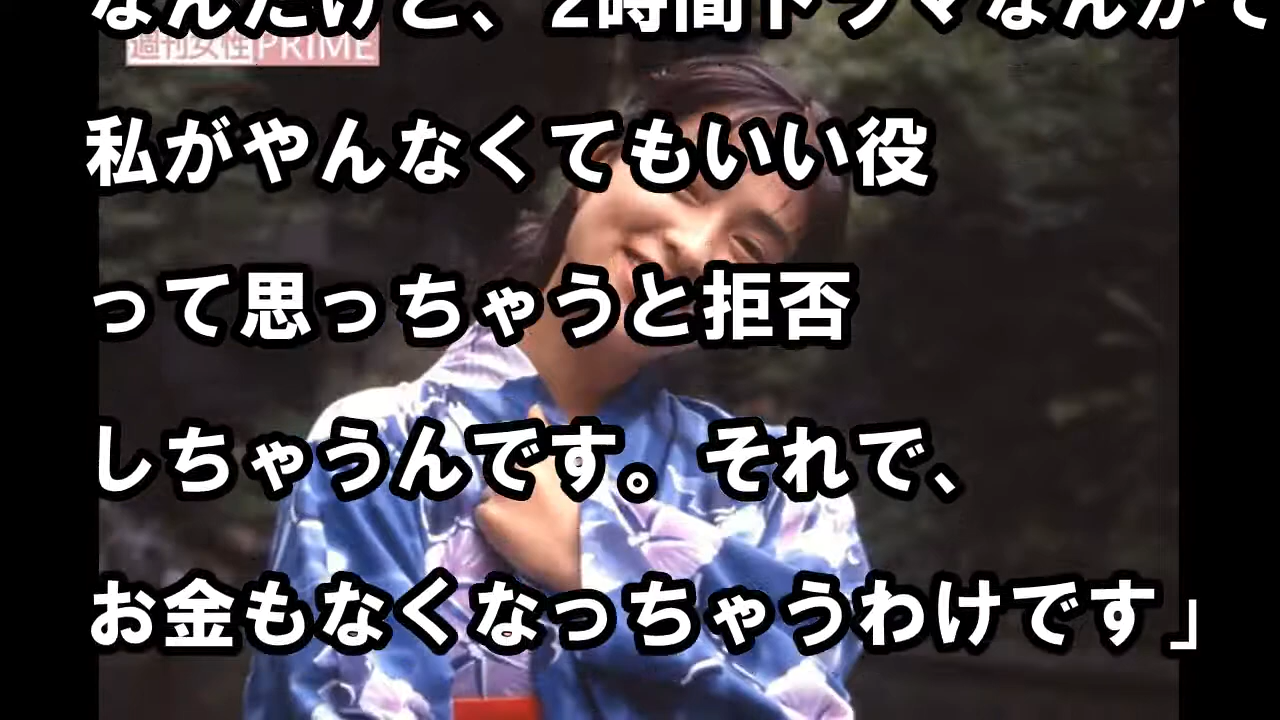 なんだけど、2時間ドラマなんかで
週刊女性PRIME
私がやんなくてもいい役
って思っちゃうと拒否
しちゃうんです。それで、
お金もなくなっちゃうわけです」